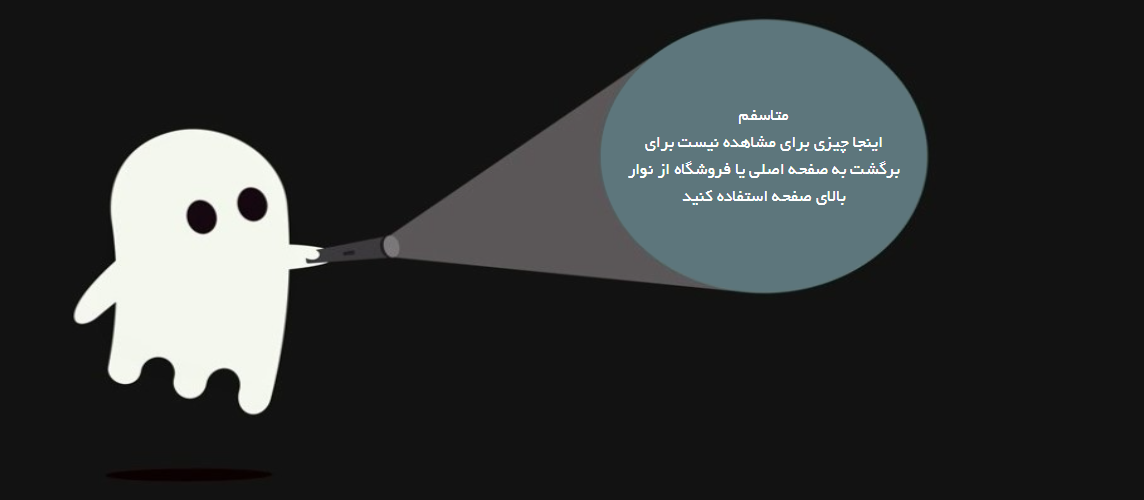 متاسفم
اینجا چیزی برای مشاهده نیست برای
برگشت به صفحه اصلی یا فروشگاه از نوار
بالای صفحه استفاده کنید